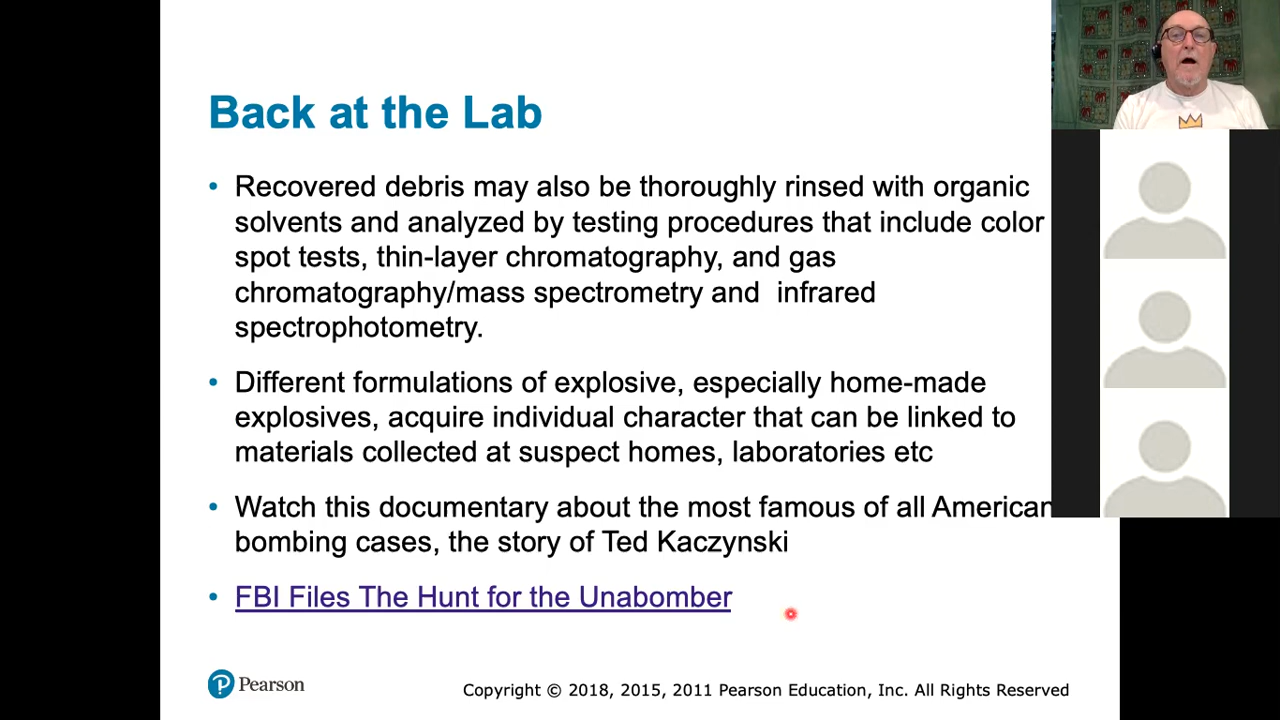 Back at the Lab
• Recovered debris may also be thoroughly rinsed with organic
solvents and analyzed by testing procedures that include color
spot tests, thin-layer chromatography, and gas
chromatography/mass spectrometry and  infrared
spectrophotometry.
• Different formulations of explosive, especially home-made
explosives, acquire individual character that can be linked to
materials collected at suspect homes, laboratories etc
• Watch this documentary about the most famous of all American
bombing cases, the story of Ted Kaczynski
• FBI Files The Hunt for the Unabomber
Pearson
Copyright © 2018, 2015, 2011 Pearson Education, Inc. All Rights Reserved